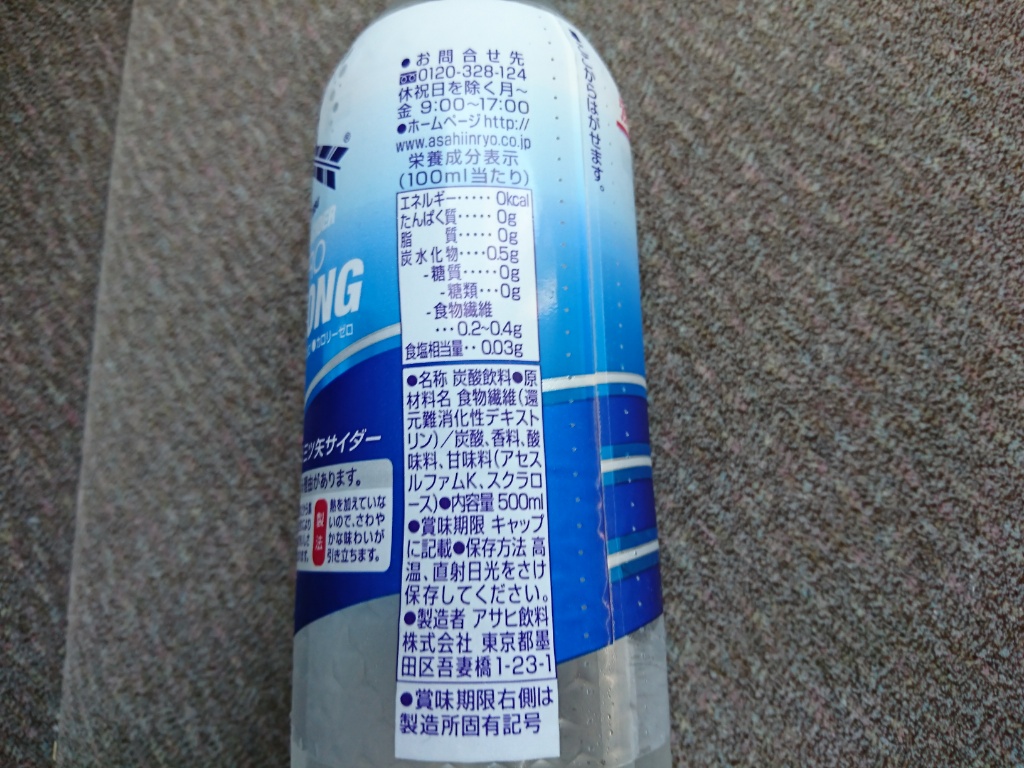 ●お問合せ先
0120-328-124
休祝日を除く月～
金 9:00～17:00
●ホームページhttp://
www.asahiinryo.co.jp
栄養成分表示
(100ml当たり)
エネルギー‥‥‥0kcal
たんぱく質‥‥‥0g
脂質‥‥‥0g
炭水化物‥‥0.5g
-糖質‥‥‥0g
-糖類‥‥0g
-食物繊維
‥‥0.2~0.4g
食塩相当量‥0.03g
●名称 炭酸飲料●原
材料名 食物繊維(還
元難消化性デキスト
リン)／炭酸、香料、酸
味料、甘味料(アセス
ルファムK、スクラロ
ース)●内容量 500ml
●賞味期限 キャップ
に記載●保存方法 高
温、直射日光をさけ
保存してください。
●製造者 アサヒ飲料
株式会社 東京都墨
田区吾妻橋1-23-1
●賞味期限右側は
製造所固有記号
®
ONG
●カロリーゼロ
三ツ矢サイダー
理由があります。
製法
熱を加えていな
いので、さわや
かな味わいが
引き立ちます。
からはがせます。